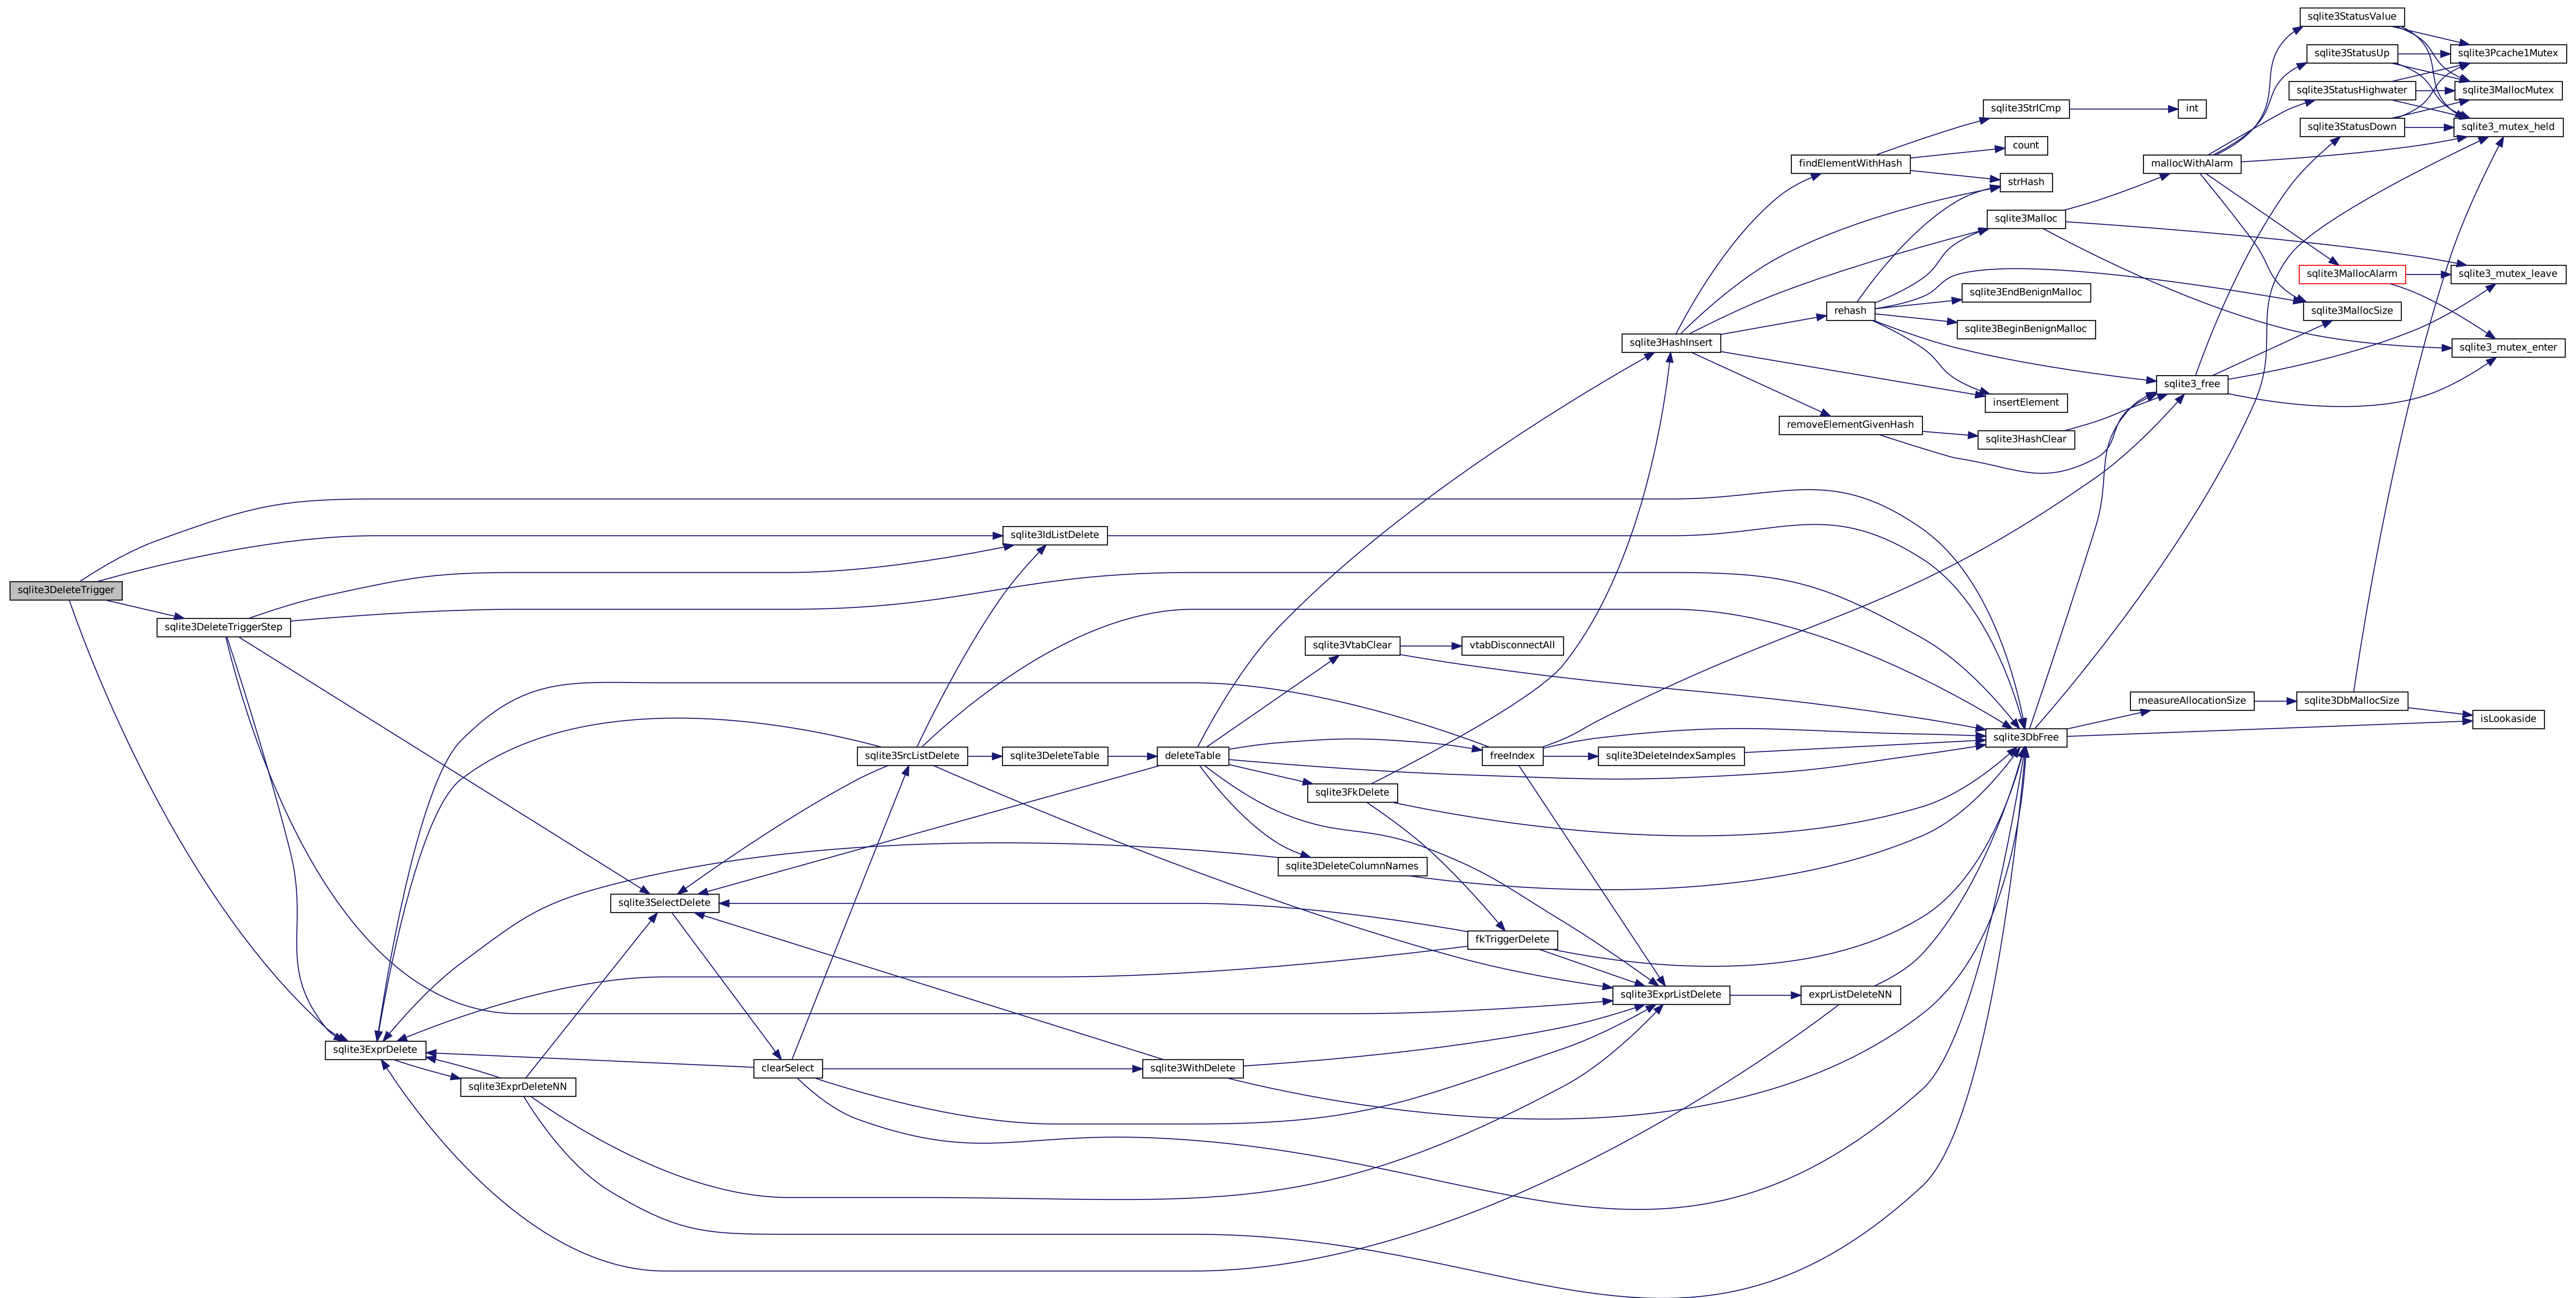 sqlite3StatusValue
sqlite3StatusUp
sqlite3Pcache1Mutex
sqlite3StatusHighwater
sqlite3MallocMutex
sqlite3StrICmp
int
sqlite3StatusDown
sqlite3_mutex_held
count
findElementWithHash
mallocWithAlarm
strHash
sqlite3Malloc
sqlite3MallocAlarm
sqlite3_mutex_leave
sqlite3EndBenignMalloc
rehash
sqlite3MallocSize
sqlite3BeginBenignMalloc
sqlite3HashInsert
sqlite3_mutex_enter
sqlite3_free
insertElement
removeElementGivenHash
sqlite3HashClear
sqlite3IdListDelete
sqlite3DeleteTrigger
sqlite3DeleteTriggerStep
sqlite3VtabClear
vtabDisconnectAll
measureAllocationSize
sqlite3DbMallocSize
isLookaside
sqlite3DbFree
sqlite3SrcListDelete
sqlite3DeleteTable
deleteTable
freeIndex
sqlite3DeleteIndexSamples
sqlite3FkDelete
sqlite3DeleteColumnNames
sqlite3SelectDelete
fkTriggerDelete
sqlite3ExprListDelete
exprListDeleteNN
sqlite3ExprDelete
clearSelect
sqlite3WithDelete
sqlite3ExprDeleteNN